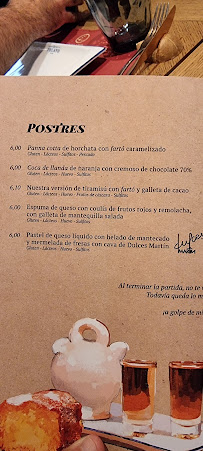 POSTRES
6,00 Panna cotta de horchata con fartó caramelitzado
Gluten - Lácteos - Sulfitos - Pescado
6,00 Coca de llanda de naranja con cremoso de chocolate 70%
Gluten - Lácteos - Huevo - Sulfitos
6,10 Nuestra versión de tiramisú con fartó y galleta de cacao
Gluten - Lácteos - Huevo - Frutos de cáscara - Sulfitos
6,00 Espuma de queso con coulis de frutos rojos y remolacha,
con galleta de mantequilla salada
Gluten - Lácteos - Huevo - Sulfitos
6,00 Pastel de queso líquido con helado de mantecado
y mermelada de fresas con cava de Dulces Martín
Gluten - Lácteos - Huevo - Sulfitos
Al terminar la partida, no te
Todavía queda lo m
¡a golpe de